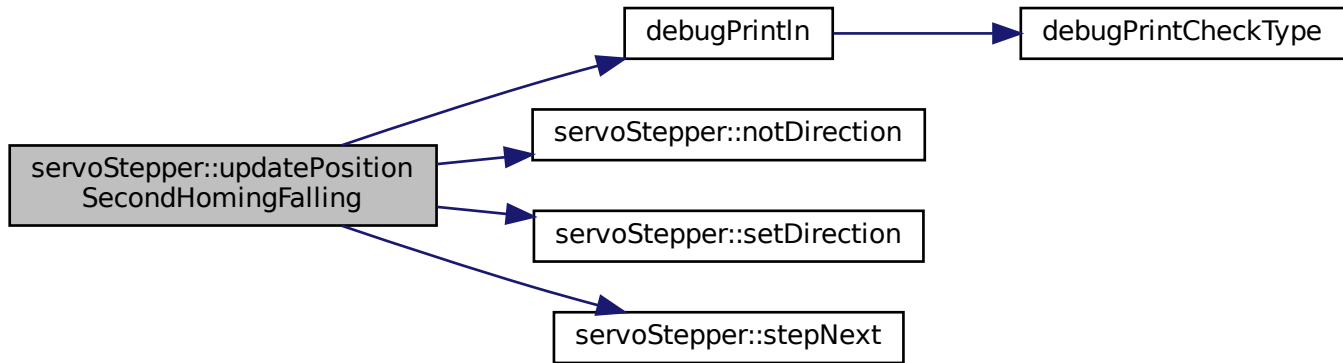 debugPrintln
debugPrintCheckType
servoStepper::notDirection
servoStepper::updatePosition
SecondHomingFalling
servoStepper::setDirection
servoStepper::stepNext